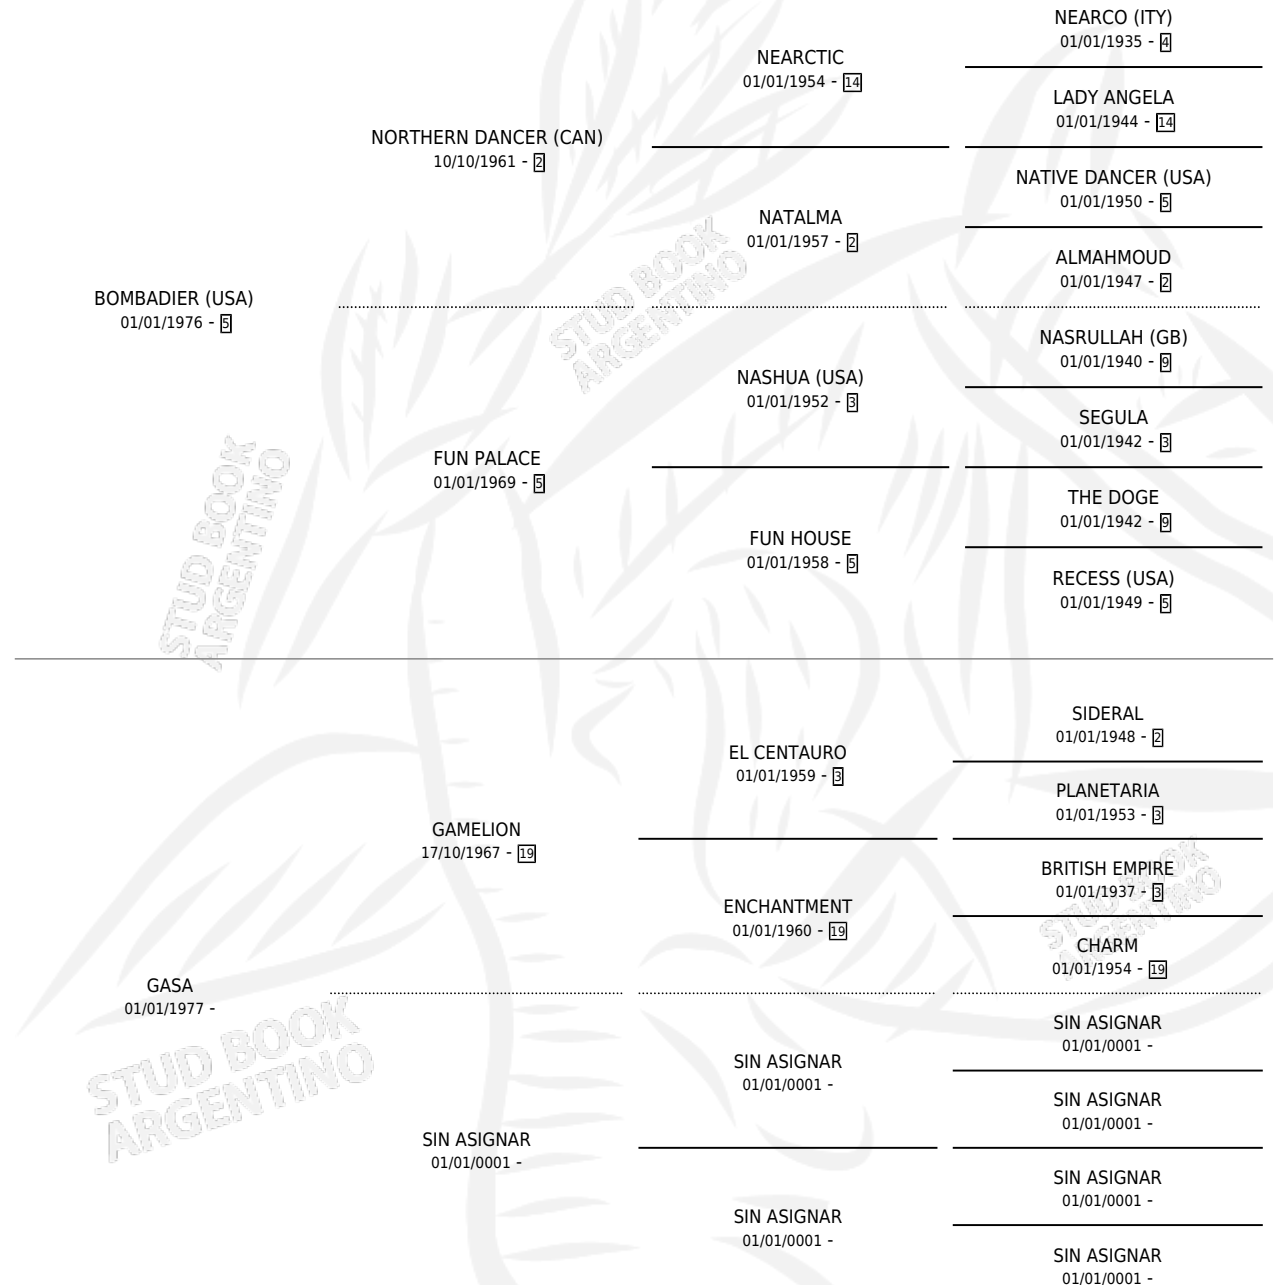 NEARCO (ITY)
01/01/1935 - 4
NEARCTIC
01/01/1954 - 14
LADY ANGELA
01/01/1944 - 14
NORTHERN DANCER (CAN)
10/10/1961 - 2
NATIVE DANCER (USA)
01/01/1950 - 5
NATALMA
01/01/1957 - 2
ALMAHMOUD
01/01/1947 - 2
STUD BOOK
ARGENTINO
BOMBADIER (USA)
01/01/1976 - 5
NASRULLAH (GB)
01/01/1940 - 9
NASHUA (USA)
01/01/1952 - 3
SEGULA
01/01/1942 - 3
FUN PALACE
01/01/1969 - 5
THE DOGE
01/01/1942 - 9
FUN HOUSE
01/01/1958 - 5
RECESS (USA)
01/01/1949 - 5
STUD BOOK
ARGENTINO
SIDERAL
01/01/1948 - 2
EL CENTAURO
01/01/1959 - 3
PLANETARIA
01/01/1953 - 3
GAMELION
17/10/1967 - 19
BRITISH EMPIRE
01/01/1937 - 3
ENCHANTMENT
01/01/1960 - 19
CHARM
01/01/1954 - 19
STUD BOOK
ARGENTINO
GASA
01/01/1977 -
SIN ASIGNAR
01/01/0001 -
SIN ASIGNAR
01/01/0001 -
SIN ASIGNAR
01/01/0001 -
STUD BOOK
ARGENTINO
SIN ASIGNAR
01/01/0001 -
SIN ASIGNAR
01/01/0001 -
SIN ASIGNAR
01/01/0001 -
SIN ASIGNAR
01/01/0001 -